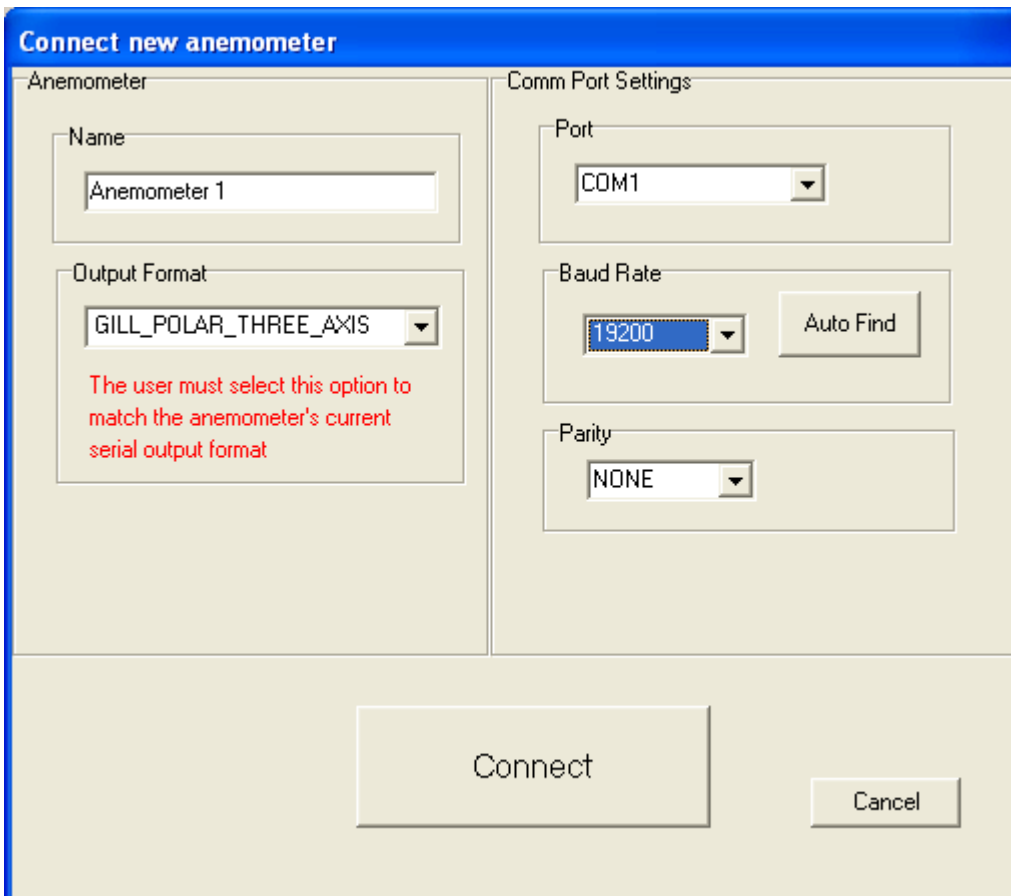 Connect new anemometer
Anemometer
Name
Anemometer 1
Output Format
GILL_POLAR_THREE_AXIS
The user must select this option to
match the anemometer's current
serial output format
Comm Port Settings
Port
COM1
Baud Rate
19200
Auto Find
Parity
NONE
Connect
Cancel